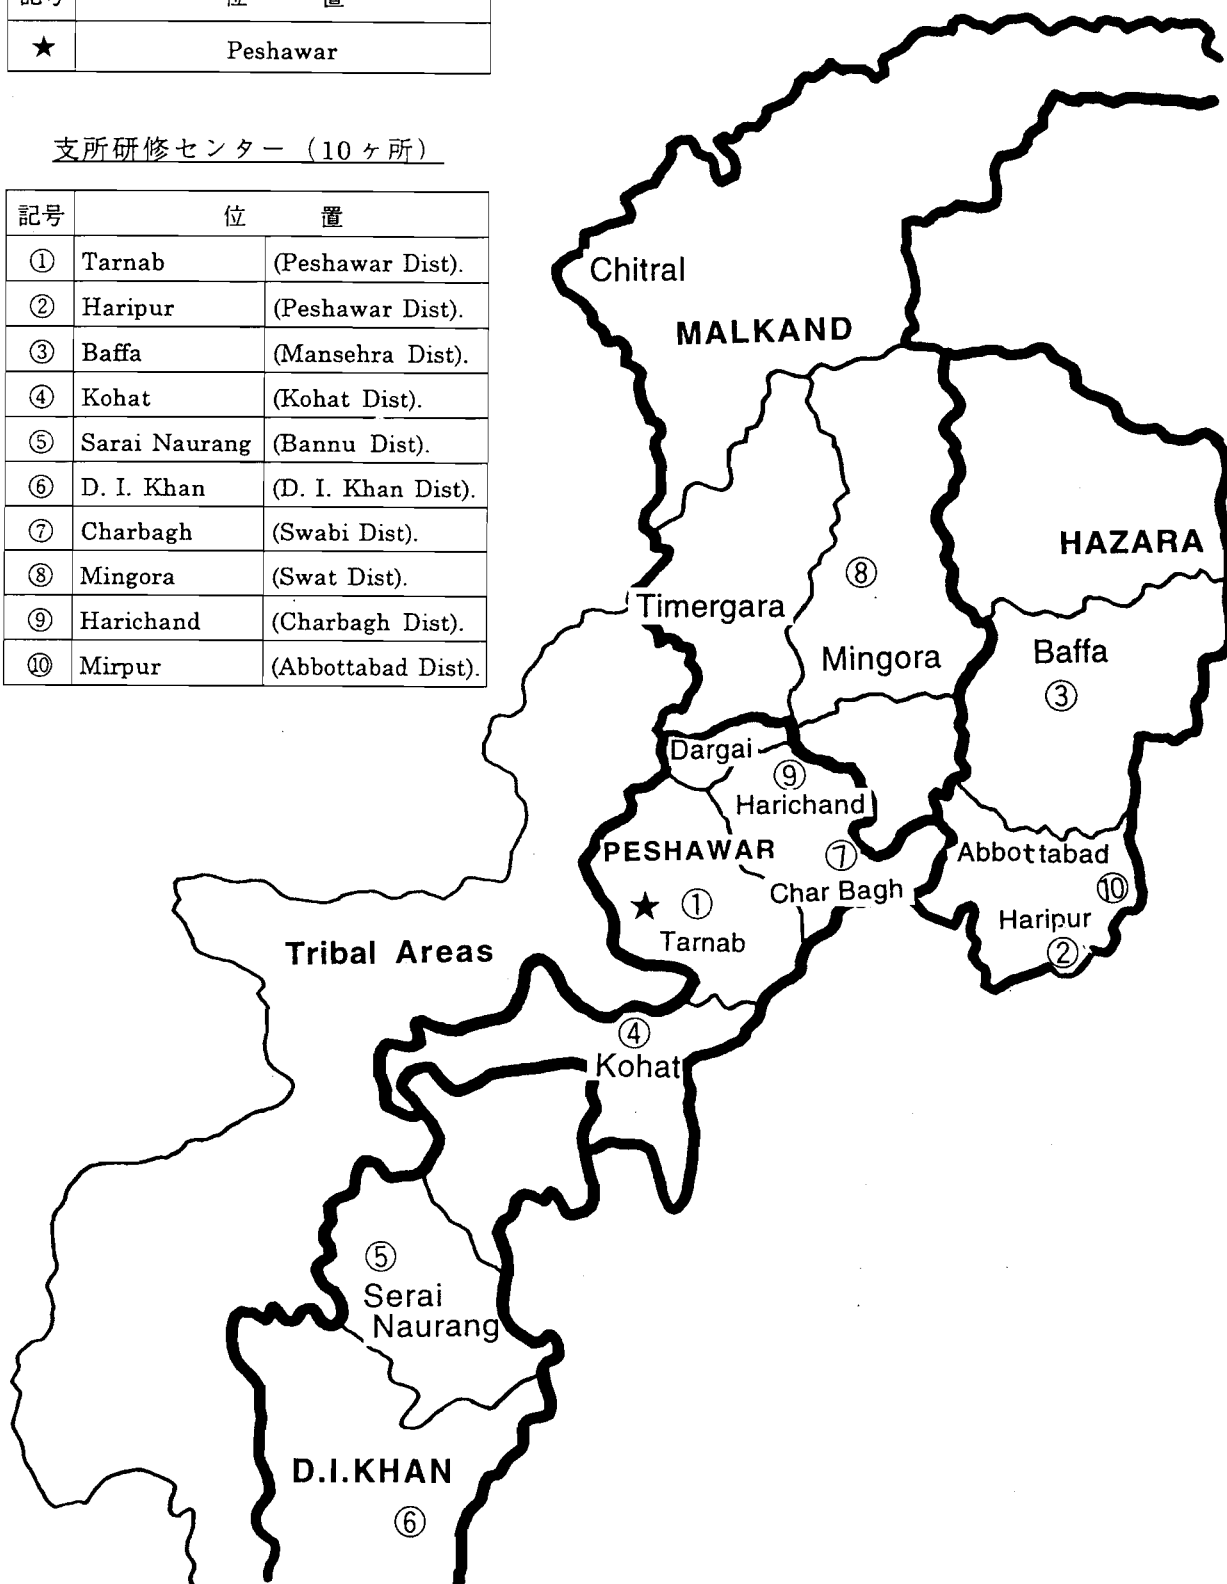 記号 位 置
★ Peshawar
支所研修センター (10ヶ所)
記号 位 置
① Tarnab (Peshawar Dist).
② Haripur (Peshawar Dist).
③ Baffa (Mansehra Dist).
④ Kohat (Kohat Dist).
⑤ Sarai Naurang (Bannu Dist).
⑥ D. I. Khan (D. I. Khan Dist).
⑦ Charbagh (Swabi Dist).
⑧ Mingora (Swat Dist).
⑨ Harichand (Charbagh Dist).
⑩ Mirpur (Abbottabad Dist).
Chitral
MALKAND
HAZARA
⑧
Timergara
Mingora
Baffa
③
Dargai
⑨
Harichand
PESHAWAR
⑦
Abbottabad
Char Bagh
⑩
★ ①
Haripur
Tarnab
②
Tribal Areas
④
Kohat
⑤
Serai
Naurang
D.I.KHAN
⑥